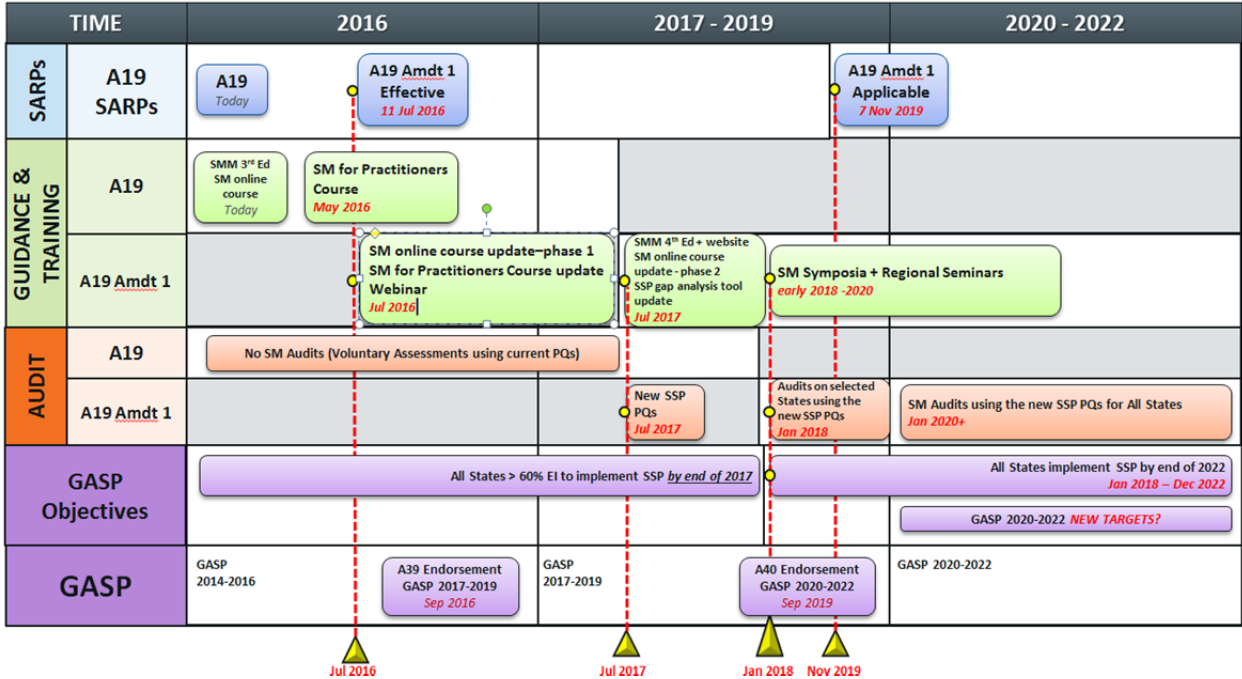 TIME
2016
2017 - 2019
2020 - 2022
SARPs
A19
SARPs
A19
Today
A19 Amdt 1
Effective
11 Jul 2016
A19 Amdt 1
Applicable
7 Nov 2019
GUIDANCE &
TRAINING
A19
SMM 3rd Ed
SM online
course
Today
SM for Practitioners
Course
May 2016
A19 Amdt 1
SM online course update–phase 1
SM for Practitioners Course update
Webinar
Jul 2016
SMM 4th Ed + website
SM online course
update - phase 2
SSP gap analysis tool
update
Jul 2017
SM Symposia + Regional Seminars
early 2018 -2020
AUDIT
A19
No SM Audits (Voluntary Assessments using current PQs)
A19 Amdt 1
New SSP
PQs
Jul 2017
Audits on selected
States using the
new SSP PQs
Jan 2018
SM Audits using the new SSP PQs for All States
Jan 2020+
GASP
Objectives
All States > 60% EI to implement SSP by end of 2017
All States implement SSP by end of 2022
Jan 2018 – Dec 2022
GASP 2020-2022 NEW TARGETS?
GASP
GASP
2014-2016
A39 Endorsement
GASP 2017-2019
Sep 2016
GASP
2017-2019
A40 Endorsement
GASP 2020-2022
Sep 2019
GASP 2020-2022
Jul 2016
Jul 2017
Jan 2018
Nov 2019